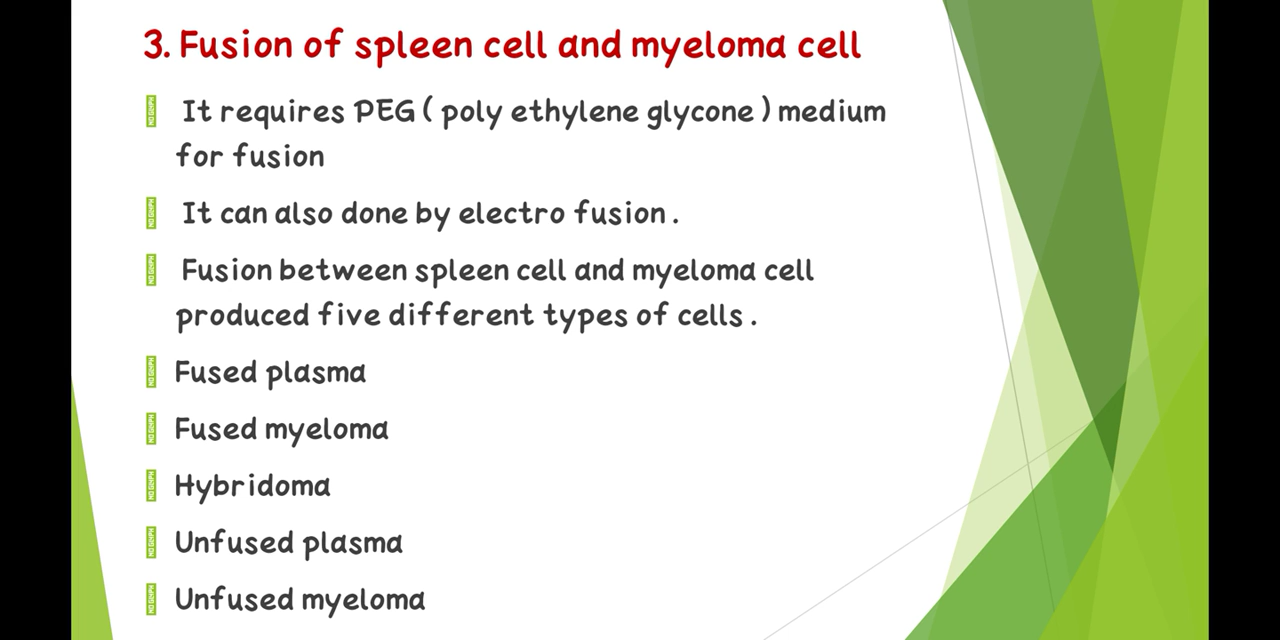 3. Fusion of spleen cell and myeloma cell
It requires PEG ( poly ethylene glycone ) medium
for fusion
It can also done by electro fusion .
Fusion between spleen cell and myeloma cell
produced five different types of cells .
Fused plasma
Fused myeloma
Hybridoma
Unfused plasma
Unfused myeloma